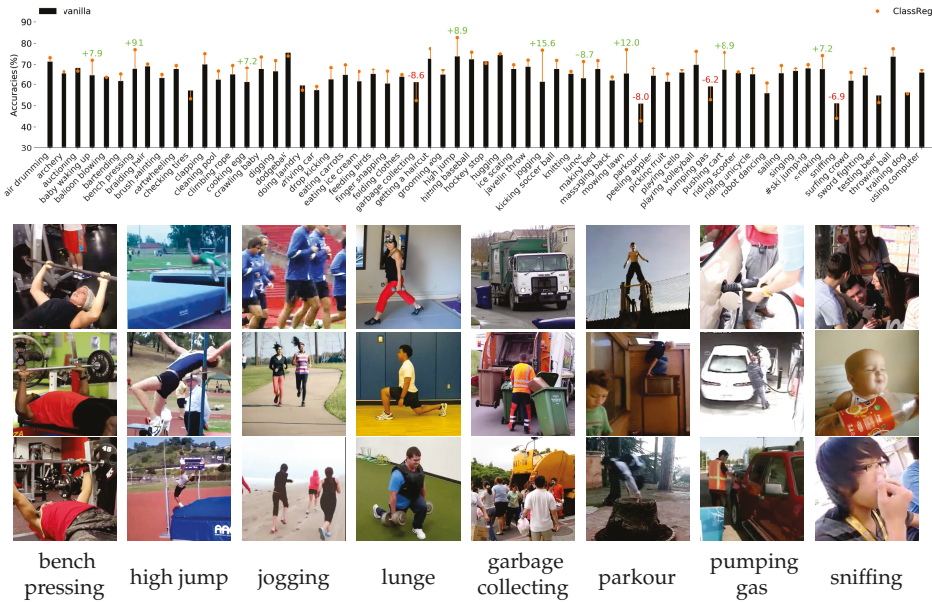 vanilla
ClassReg
Accuracies(%)
90
80
70
60
50
40
30
+7.9
+9.1
+7.2
-8.6
+8.9
+15.6
+8.7
+12.0
-8.0
-6.2
+8.9
+7.2
-6.9
air drumming
archery
auctioning
baby waking up
balloon blowing
bartending
bench pressing
braiding hair
brush painting
cartwheeling
checking tires
clapping
cleaning pool
climbing a rope
cooking egg
crawling baby
digging
dodgeball
doing laundry
driving car
drop kicking
eating carrots
eating ice cream
feeding birds
fingersnapping
folding clothes
garbage collecting
getting a haircut
grooming dog
high jump
hitting baseball
hockey stop
hugging
ice skating
javelin throw
jogging
kicking soccer ball
knitting
lunge
making bed
massaging back
mowing lawn
parkour
peeling apples
picking fruit
playing cello
playing volleyball
pumping gas
pushing cart
riding scooter
riding unicycle
robot dancing
sailing
singing
#ski jumping
smoking
sniffing
surfing crowd
sword fighting
testing beer
throwing ball
training dog
using computer
bench
pressing
high jump
jogging
lunge
garbage
collecting
parkour
pumping
gas
sniffing